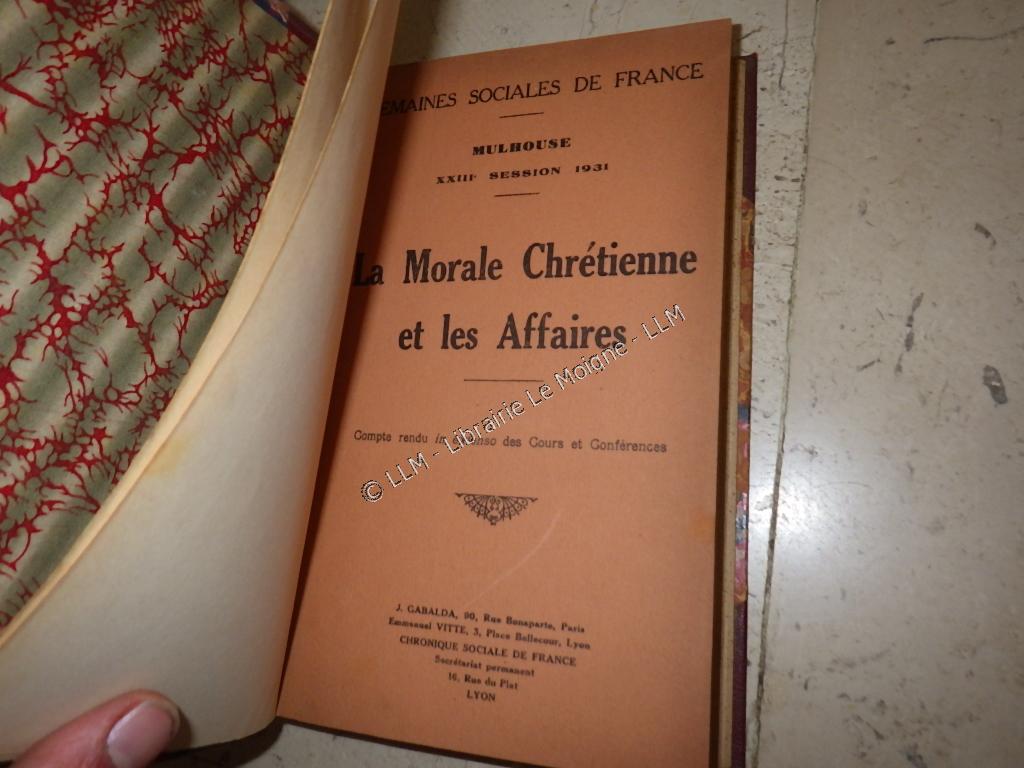 EMAINES SOCIALES DE FRANCE
MULHOUSE
XXIIIe SESSION 1931
La Morale Chrétienne
et les Affaires
Compte rendu des Cours et Conférences
© LLM - Librairie Le Moigne - LLM
J. GABALDA, 90, Rue Bonaparte, Paris
Emmanuel VITTE, 3, Place Bellecour, Lyon
CHRONIQUE SOCIALE DE FRANCE
Secrétariat permanent
16, Rue du Plat
LYON